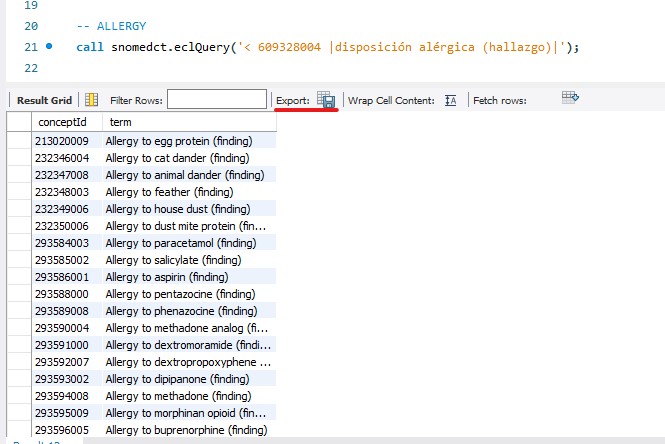 19
20 -- ALLERGY
21 call snomedct.eclQuery('< 609328004 |disposición alérgica (hallazgo)|');
22
Result Grid Filter Rows: Export: Wrap Cell Content: Fetch rows:
conceptId term
213020009 Allergy to egg protein (finding)
232346004 Allergy to cat dander (finding)
232347008 Allergy to animal dander (finding)
232348003 Allergy to feather (finding)
232349006 Allergy to house dust (finding)
232350006 Allergy to dust mite protein (fin...
293584003 Allergy to paracetamol (finding)
293585002 Allergy to salicylate (finding)
293586001 Allergy to aspirin (finding)
293588000 Allergy to pentazocine (finding)
293589008 Allergy to phenazocine (finding)
293590004 Allergy to methadone analog (fi...
293591000 Allergy to dextromoramide (findi...
293592007 Allergy to dextropropoxyphene ...
293593002 Allergy to dipipanone (finding)
293594008 Allergy to methadone (finding)
293595009 Allergy to morphinan opioid (fin...
293596005 Allergy to buprenorphine (finding)